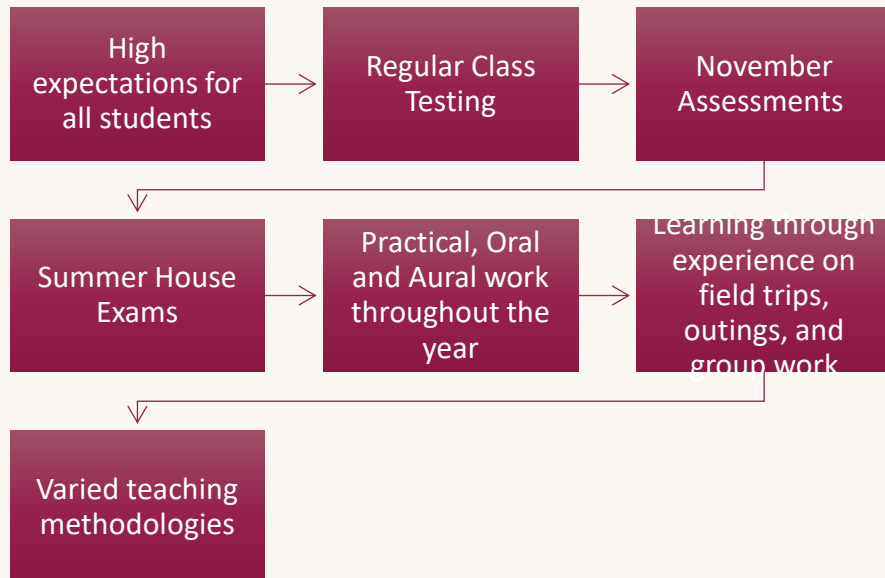 High
expectations for
all students
Regular Class
Testing
November
Assessments
Summer House
Exams
Practical, Oral
and Aural work
throughout the
year
Learning through
experience on
field trips,
outings, and
group work
Varied teaching
methodologies